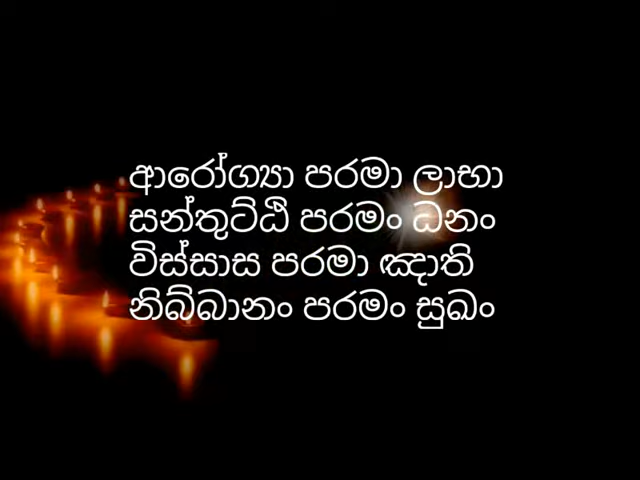 ආරෝග්‍යා පරමා ලාභා
සන්තුට්ඨි පරමං ධනං
විස්සාස පරමා ඤාති
නිබ්බානං පරමං සුඛං